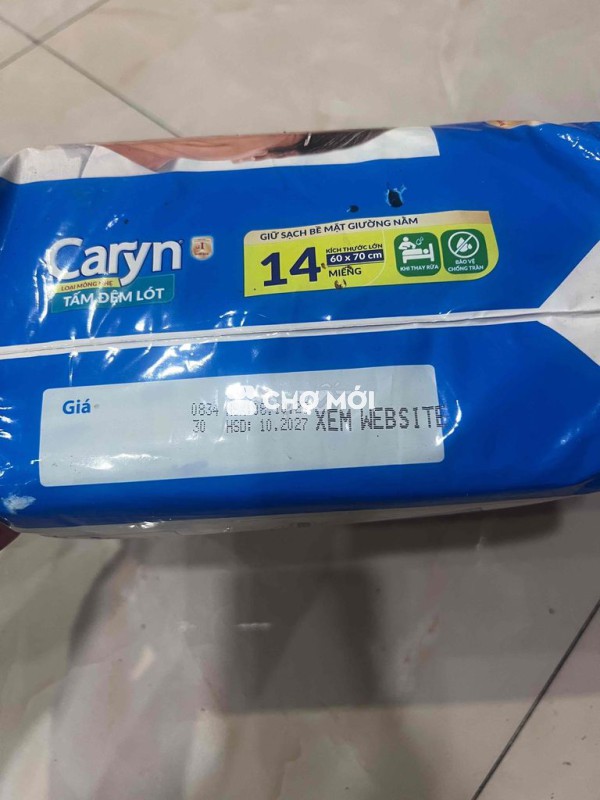 GIỮ SẠCH BỀ MẶT GIƯỜNG NẰM
Caryn
LOẠI MỎNG NHẸ
TẤM ĐỆM LÓT
14
KÍCH THƯỚC LỚN
60 x 70 cm
MIẾNG
KHI THAY RỬA
BẢO VỆ
CHỐNG TRÀN
Giá
CHỢ MỚI
0834
30 HSD: 10.2027 XEM WEBSITE